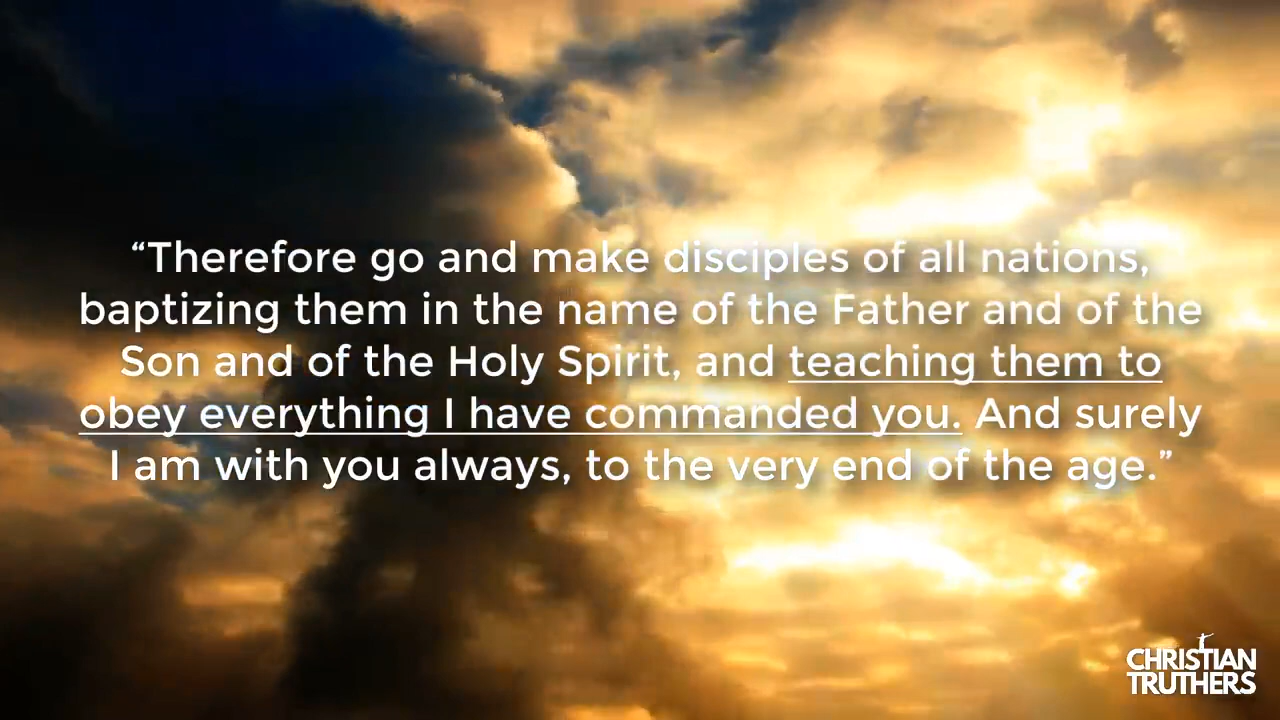 “Therefore go and make disciples of all nations,
baptizing them in the name of the Father and of the
Son and of the Holy Spirit, and teaching them to
obey everything I have commanded you. And surely
I am with you always, to the very end of the age.”
CHRISTIAN
TRUTHERS